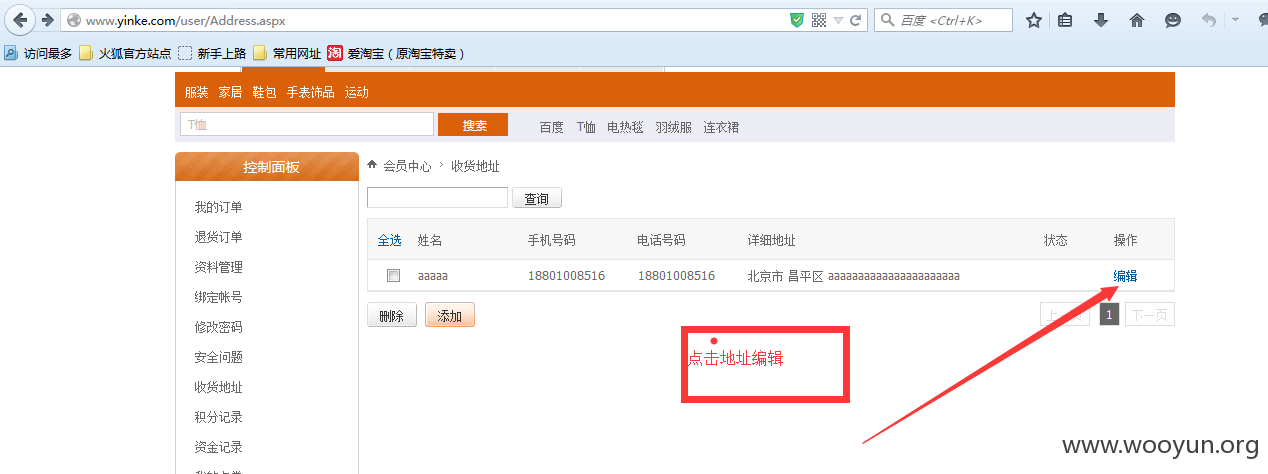 www.yinke.com/user/Address.aspx
百度 <Ctrl+K>
访问最多 火狐官方站点 新手上路 常用网址 淘 爱淘宝（原淘宝特卖）
服装 家居 鞋包 手表饰品 运动
T恤 搜索 百度 T恤 电热毯 羽绒服 连衣裙
控制面板
会员中心 > 收货地址
查询
我的订单
退货订单
资料管理
绑定帐号
修改密码
安全问题
收货地址
积分记录
资金记录
全选 姓名 手机号码 电话号码 详细地址 状态 操作
aaaaa 18801008516 18801008516 北京市 昌平区 aaaaaaaaaaaaaaaaaaaaaa 编辑
删除 添加 1 下一页
点击地址编辑
www.wooyun.org